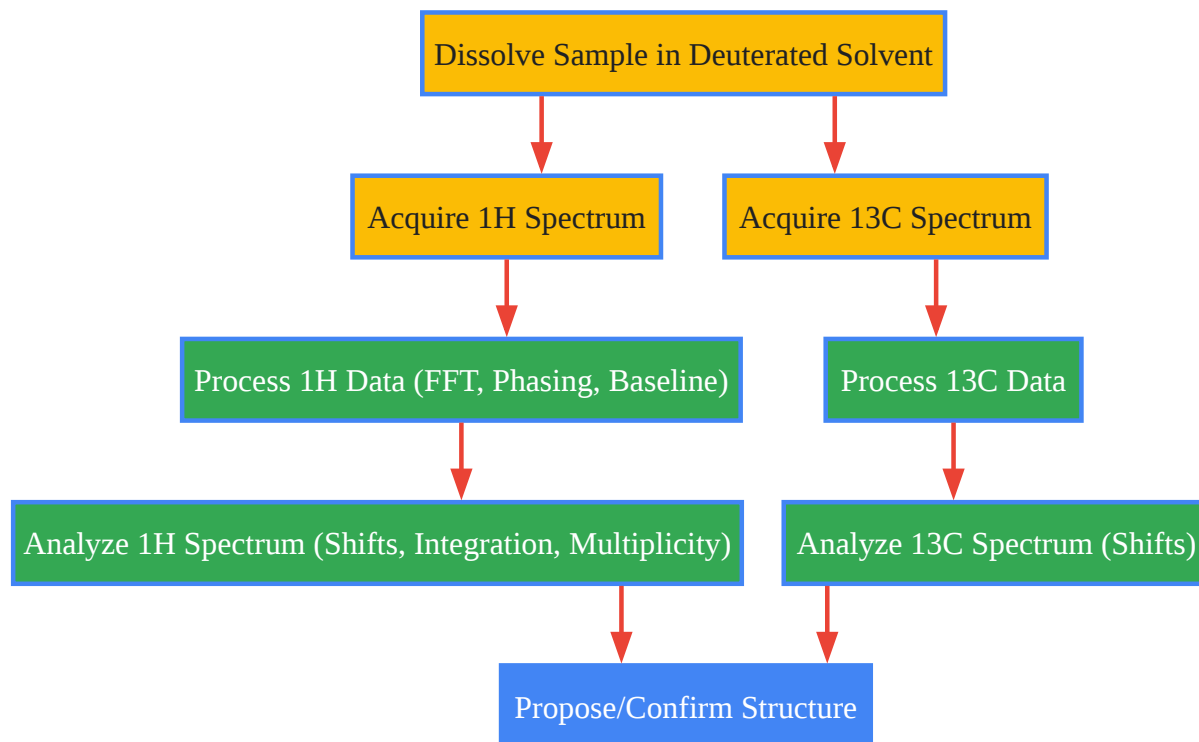 Dissolve Sample in Deuterated Solvent
Acquire 1H Spectrum
Acquire 13C Spectrum
Process 1H Data (FFT, Phasing, Baseline)
Process 13C Data
Analyze 1H Spectrum (Shifts, Integration, Multiplicity)
Analyze 13C Spectrum (Shifts)
Propose/Confirm Structure